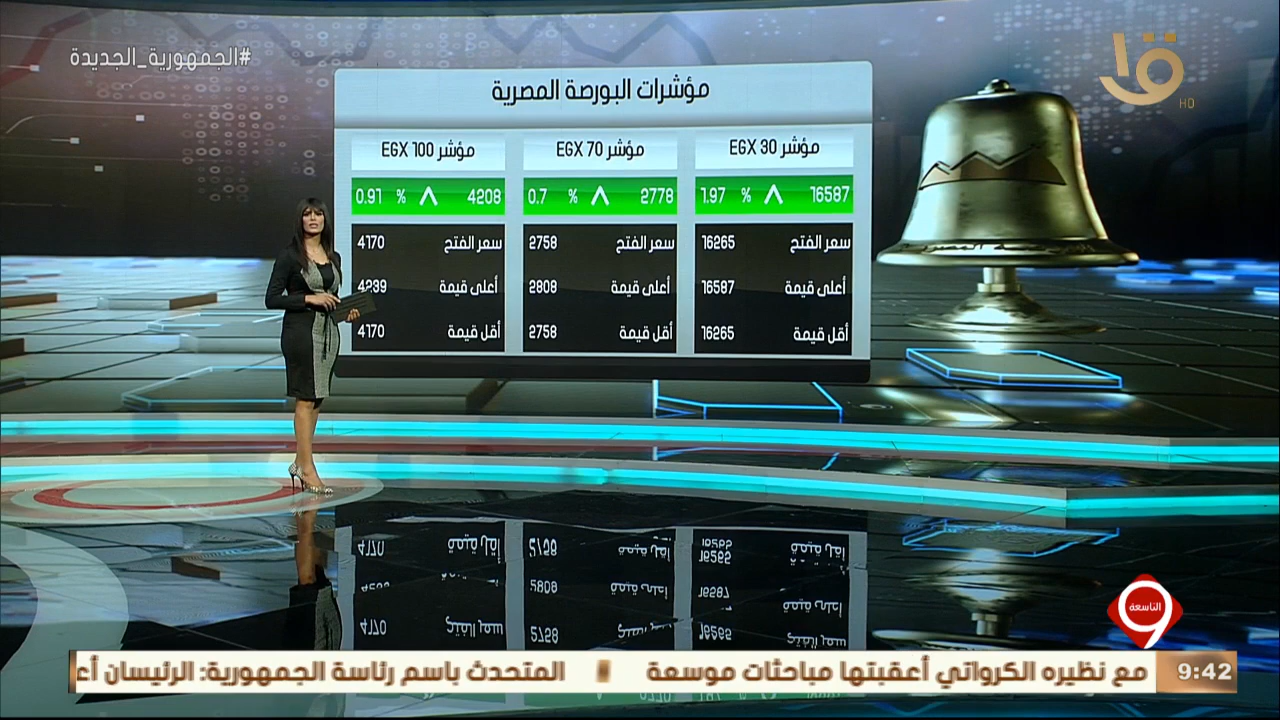 #الجمهورية_الجديدة
HD
مؤشرات البورصة المصرية
مؤشر EGX 30
16587 1.97 %
سعر الفتح 16265
أعلى قيمة 16587
أقل قيمة 16265
مؤشر EGX 70
2778 0.7 %
سعر الفتح 2758
أعلى قيمة 2808
أقل قيمة 2758
مؤشر EGX 100
4208 0.91 %
سعر الفتح 4170
أعلى قيمة 4239
أقل قيمة 4170
التاسعة
9
9:42 مع نظيره الكرواتي أعقبتها مباحثات موسعة المتحدث باسم رئاسة الجمهورية: الرئيسان